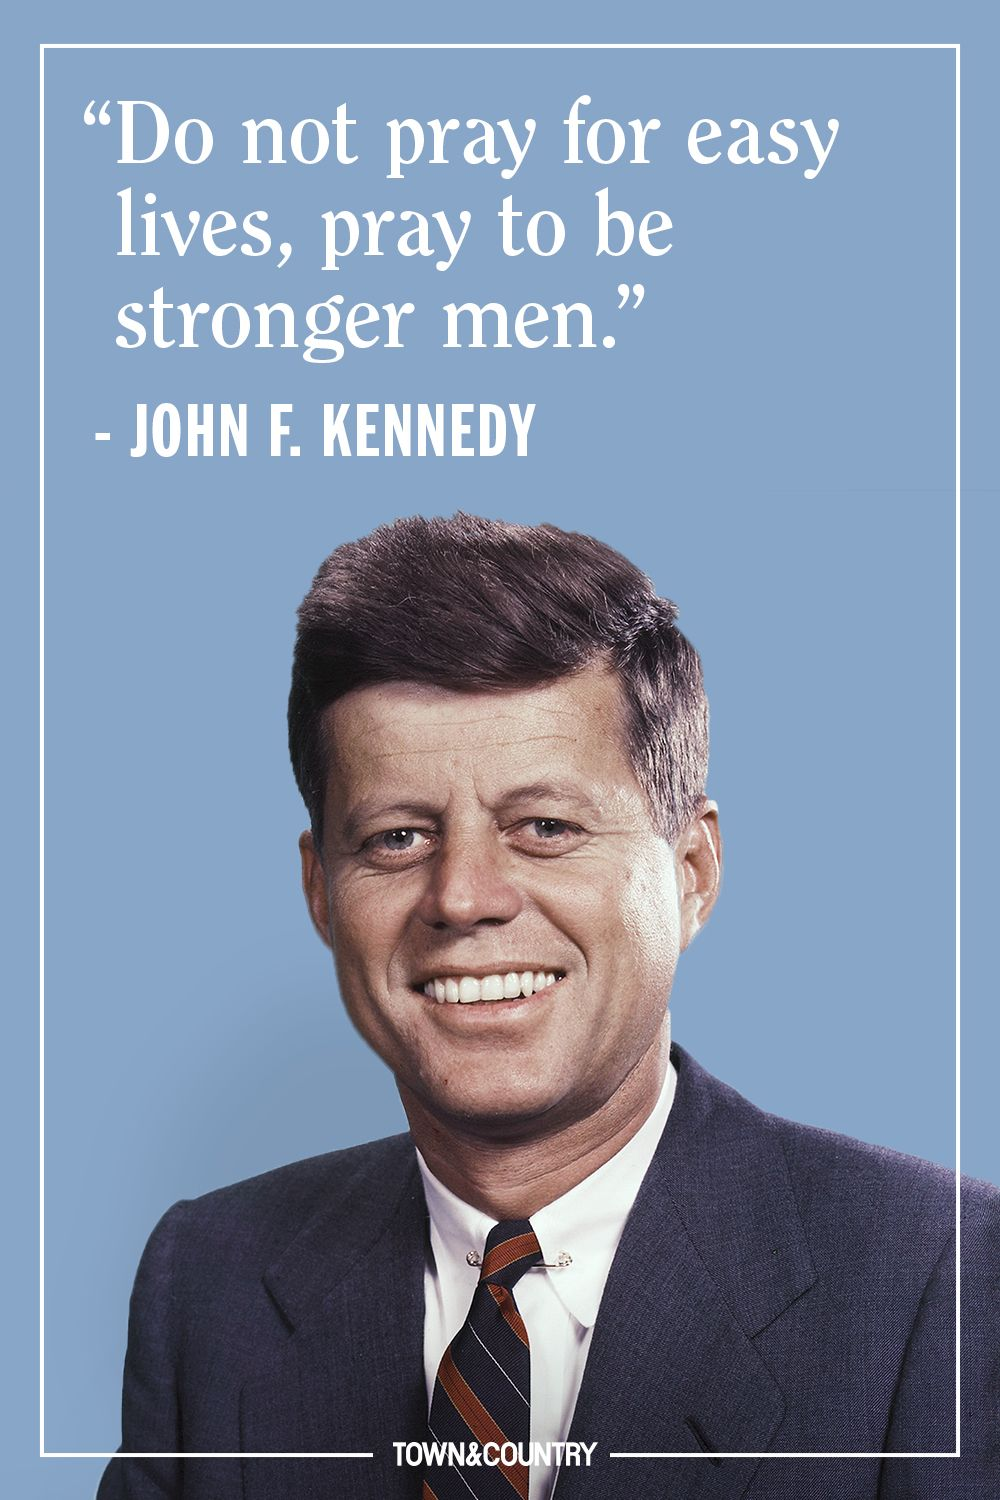 “Do not pray for easy
lives, pray to be
stronger men.”
- JOHN F. KENNEDY
TOWN&COUNTRY